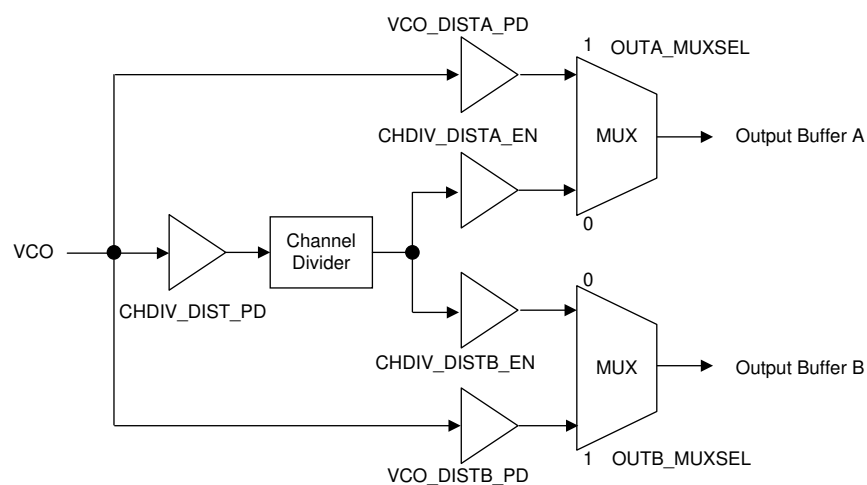 VCO_DISTA_PD
1 OUTA_MUXSEL
MUX
Output Buffer A
CHDIV_DISTA_EN
0
VCO
Channel
Divider
CHDIV_DIST_PD
0
CHDIV_DISTB_EN
MUX
Output Buffer B
1 OUTB_MUXSEL
VCO_DISTB_PD